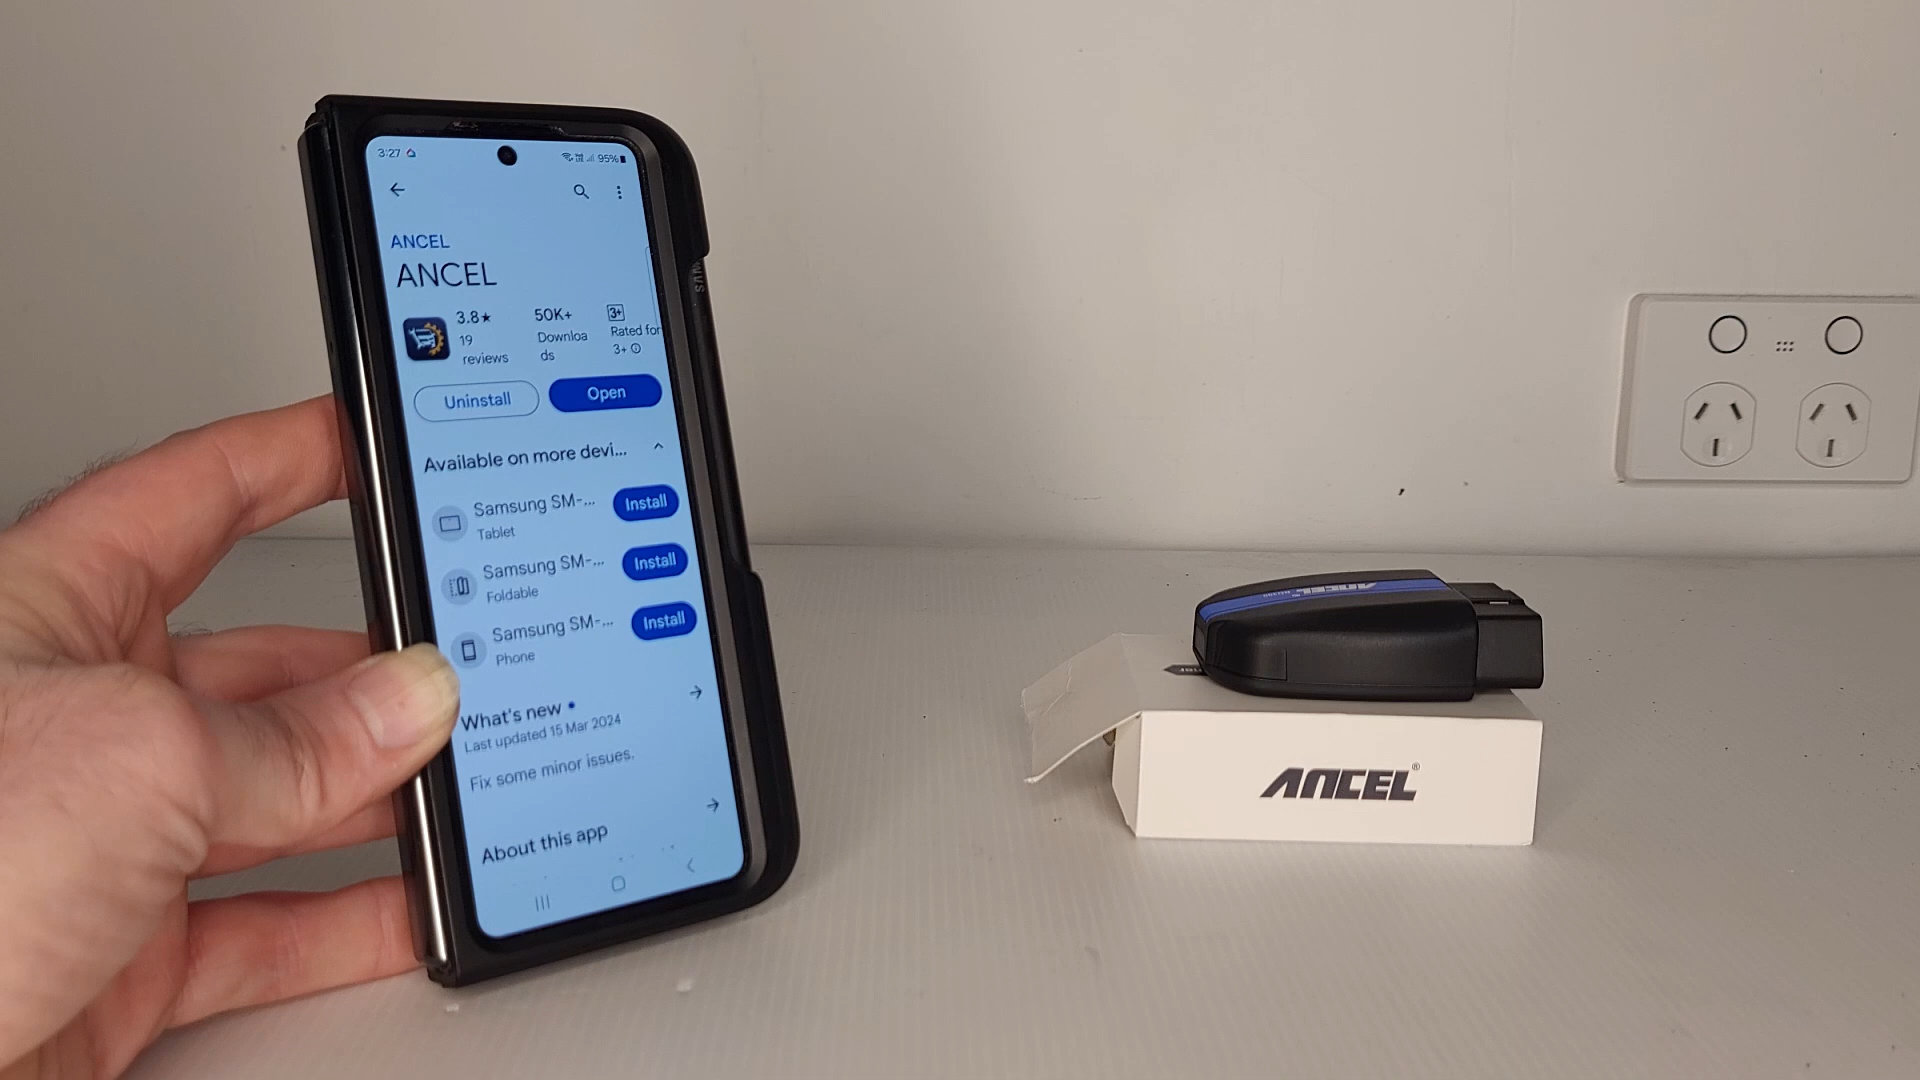 3:27
95%
ANCEL
ANCEL
3.8★
19
reviews
50K+
Downloa
ds
3+
Rated for
3+
Uninstall
Open
Available on more devi...
Samsung SM-...
Tablet
Install
Samsung SM-...
Foldable
Install
Samsung SM-...
Phone
Install
What's new
Last updated 15 Mar 2024
Fix some minor issues.
About this app
ANCEL
ANCEL®